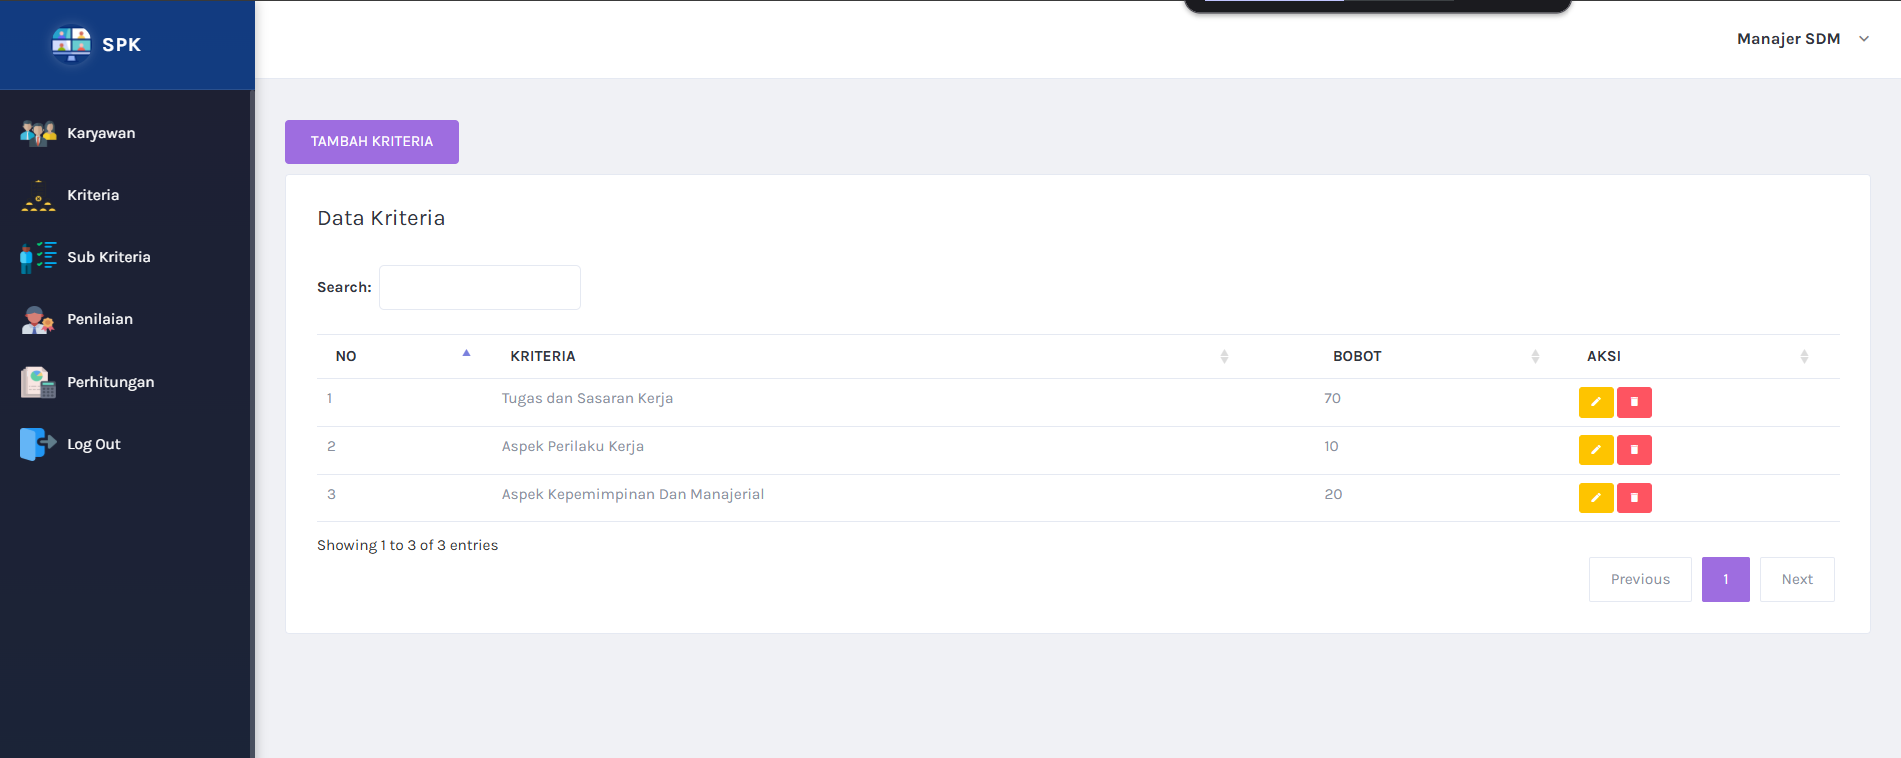 SPK
Manajer SDM
Karyawan
Kriteria
Sub Kriteria
Penilaian
Perhitungan
Log Out
TAMBAH KRITERIA
Data Kriteria
Search:
NO KRITERIA BOBOT AKSI
1 Tugas dan Sasaran Kerja 70
2 Aspek Perilaku Kerja 10
3 Aspek Kepemimpinan Dan Manajerial 20
Showing 1 to 3 of 3 entries
Previous 1 Next